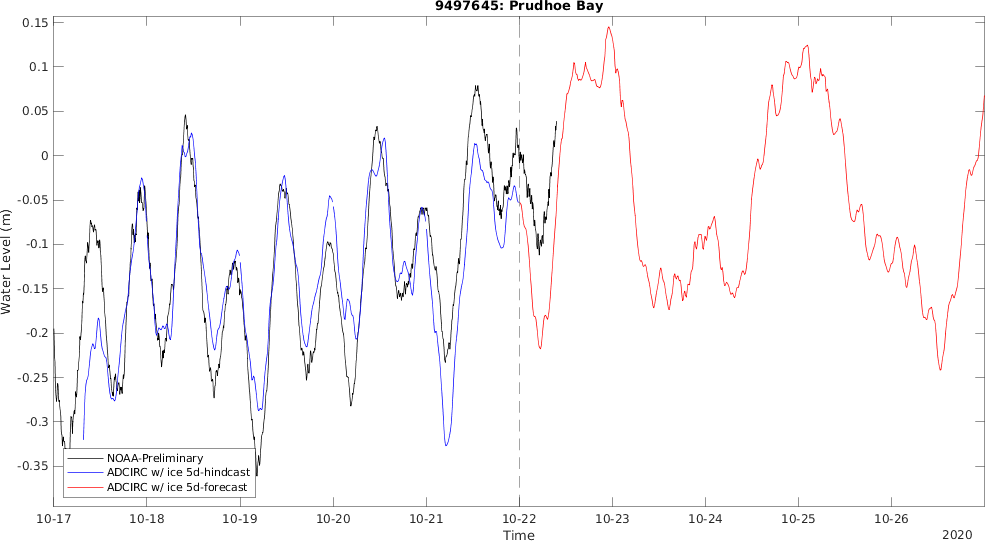 9497645: Prudhoe Bay
0.15
0.1
0.05
0
-0.05
-0.1
-0.15
-0.2
-0.25
-0.3
-0.35
Water Level (m)
NOAA-Preliminary
ADCIRC w/ ice 5d-hindcast
ADCIRC w/ ice 5d-forecast
10-17 10-18 10-19 10-20 10-21 10-22 10-23 10-24 10-25 10-26
Time
2020